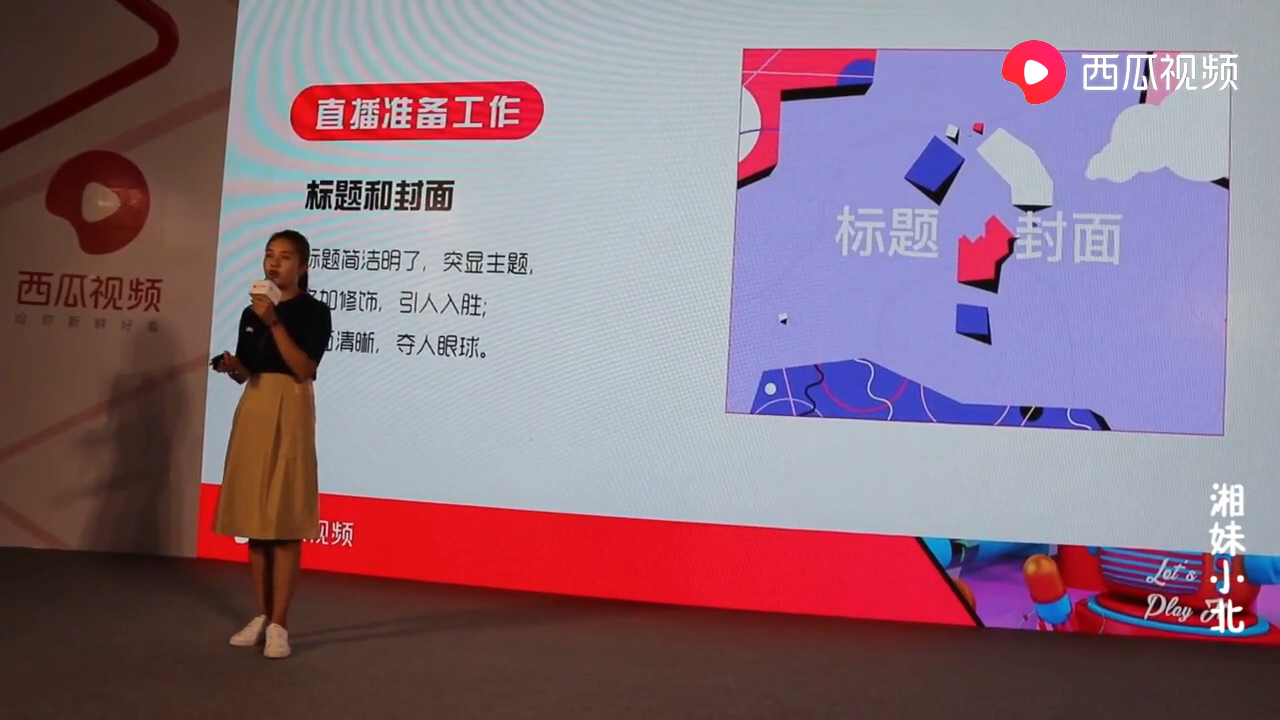 西瓜视频
直播准备工作
标题和封面
标题简洁明了，突显主题，
加修饰，引人入胜；
清晰，夺人眼球。
标题 封面
西瓜视频
给你新鲜好看
视频
湘妹小北
Let's
Play